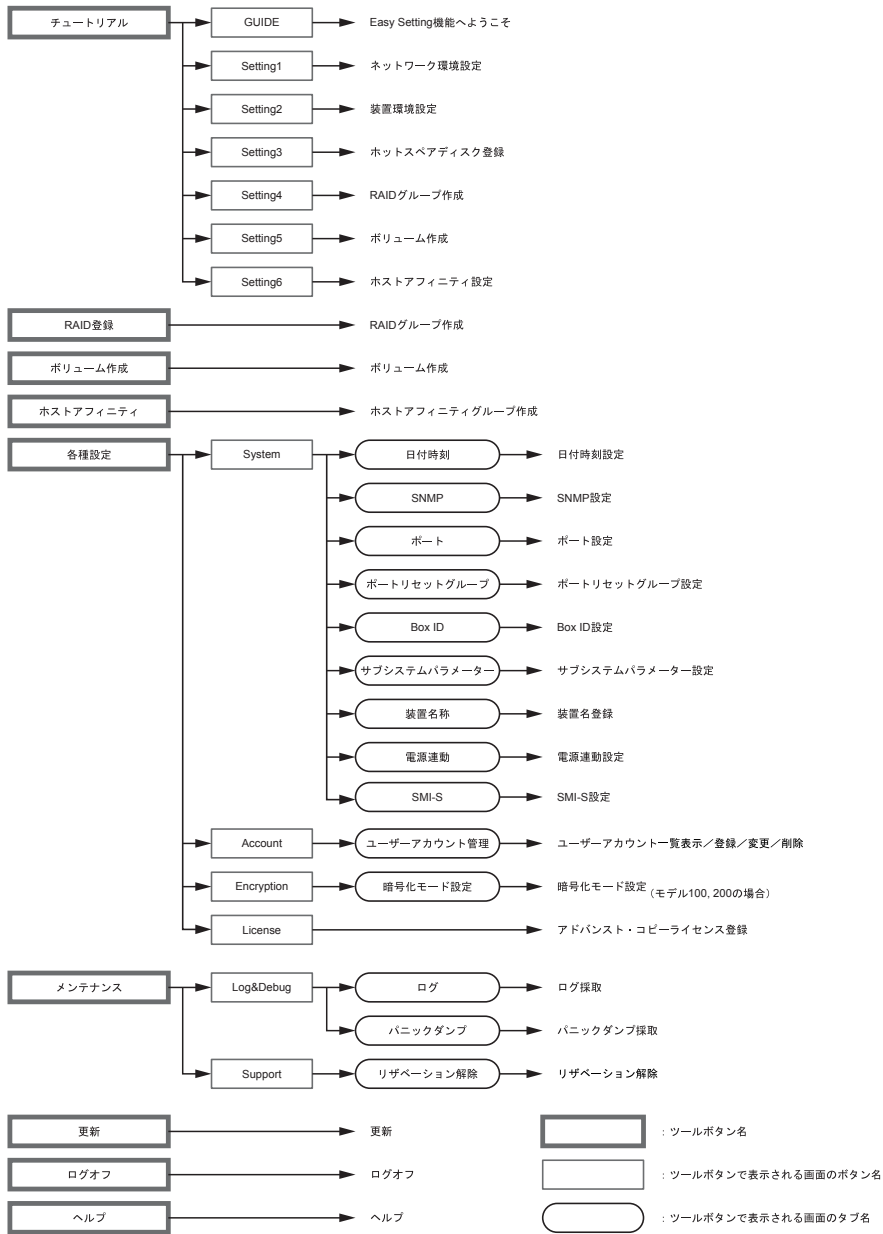 チュートリアル GUIDE Easy Setting機能へようこそ
Setting1 ネットワーク環境設定
Setting2 装置環境設定
Setting3 ホットスペアディスク登録
Setting4 RAIDグループ作成
Setting5 ボリューム作成
Setting6 ホストアフィニティ設定
RAID登録 RAIDグループ作成
ボリューム作成 ボリューム作成
ホストアフィニティ ホストアフィニティグループ作成
各種設定 System 日付時刻 日付時刻設定
SNMP SNMP設定
ポート ポート設定
ポートリセットグループ ポートリセットグループ設定
Box ID Box ID設定
サブシステムパラメーター サブシステムパラメーター設定
装置名称 装置名登録
電源連動 電源連動設定
SMI-S SMI-S設定
Account ユーザーアカウント管理 ユーザーアカウント一覧表示／登録／変更／削除
Encryption 暗号化モード設定 暗号化モード設定（モデル100, 200の場合）
License アドバンスト・コピーライセンス登録
メンテナンス Log&Debug ログ ログ採取
パニックダンプ パニックダンプ採取
Support リザベーション解除 リザベーション解除
更新 更新 : ツールボタン名
ログオフ ログオフ : ツールボタンで表示される画面のボタン名
ヘルプ ヘルプ : ツールボタンで表示される画面のタブ名